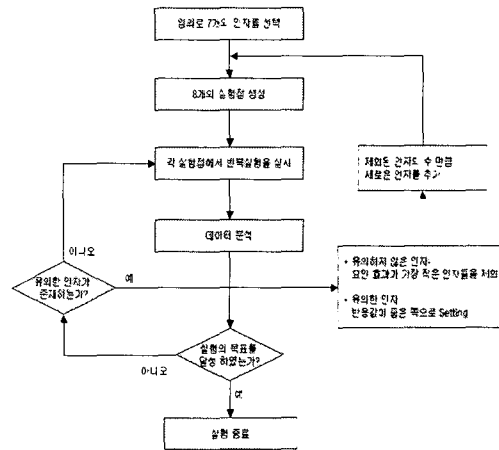 임의로 7개의 인자를 선택
8개의 실험점 생성
각 실험점에서 반복실험을 실시
제외된 인자의 수 만큼
새로운 인자를 추가
데이터 분석
아니오
유의한 인자가
존재하는가?
예
• 유의하지 않은 인자-
요인 효과가 가장 작은 인자들을 제외
• 유의한 인자
반응값이 좋은 쪽으로 Setting
실험의 목표를
달성 하였는가?
아니오
예
실험 종료